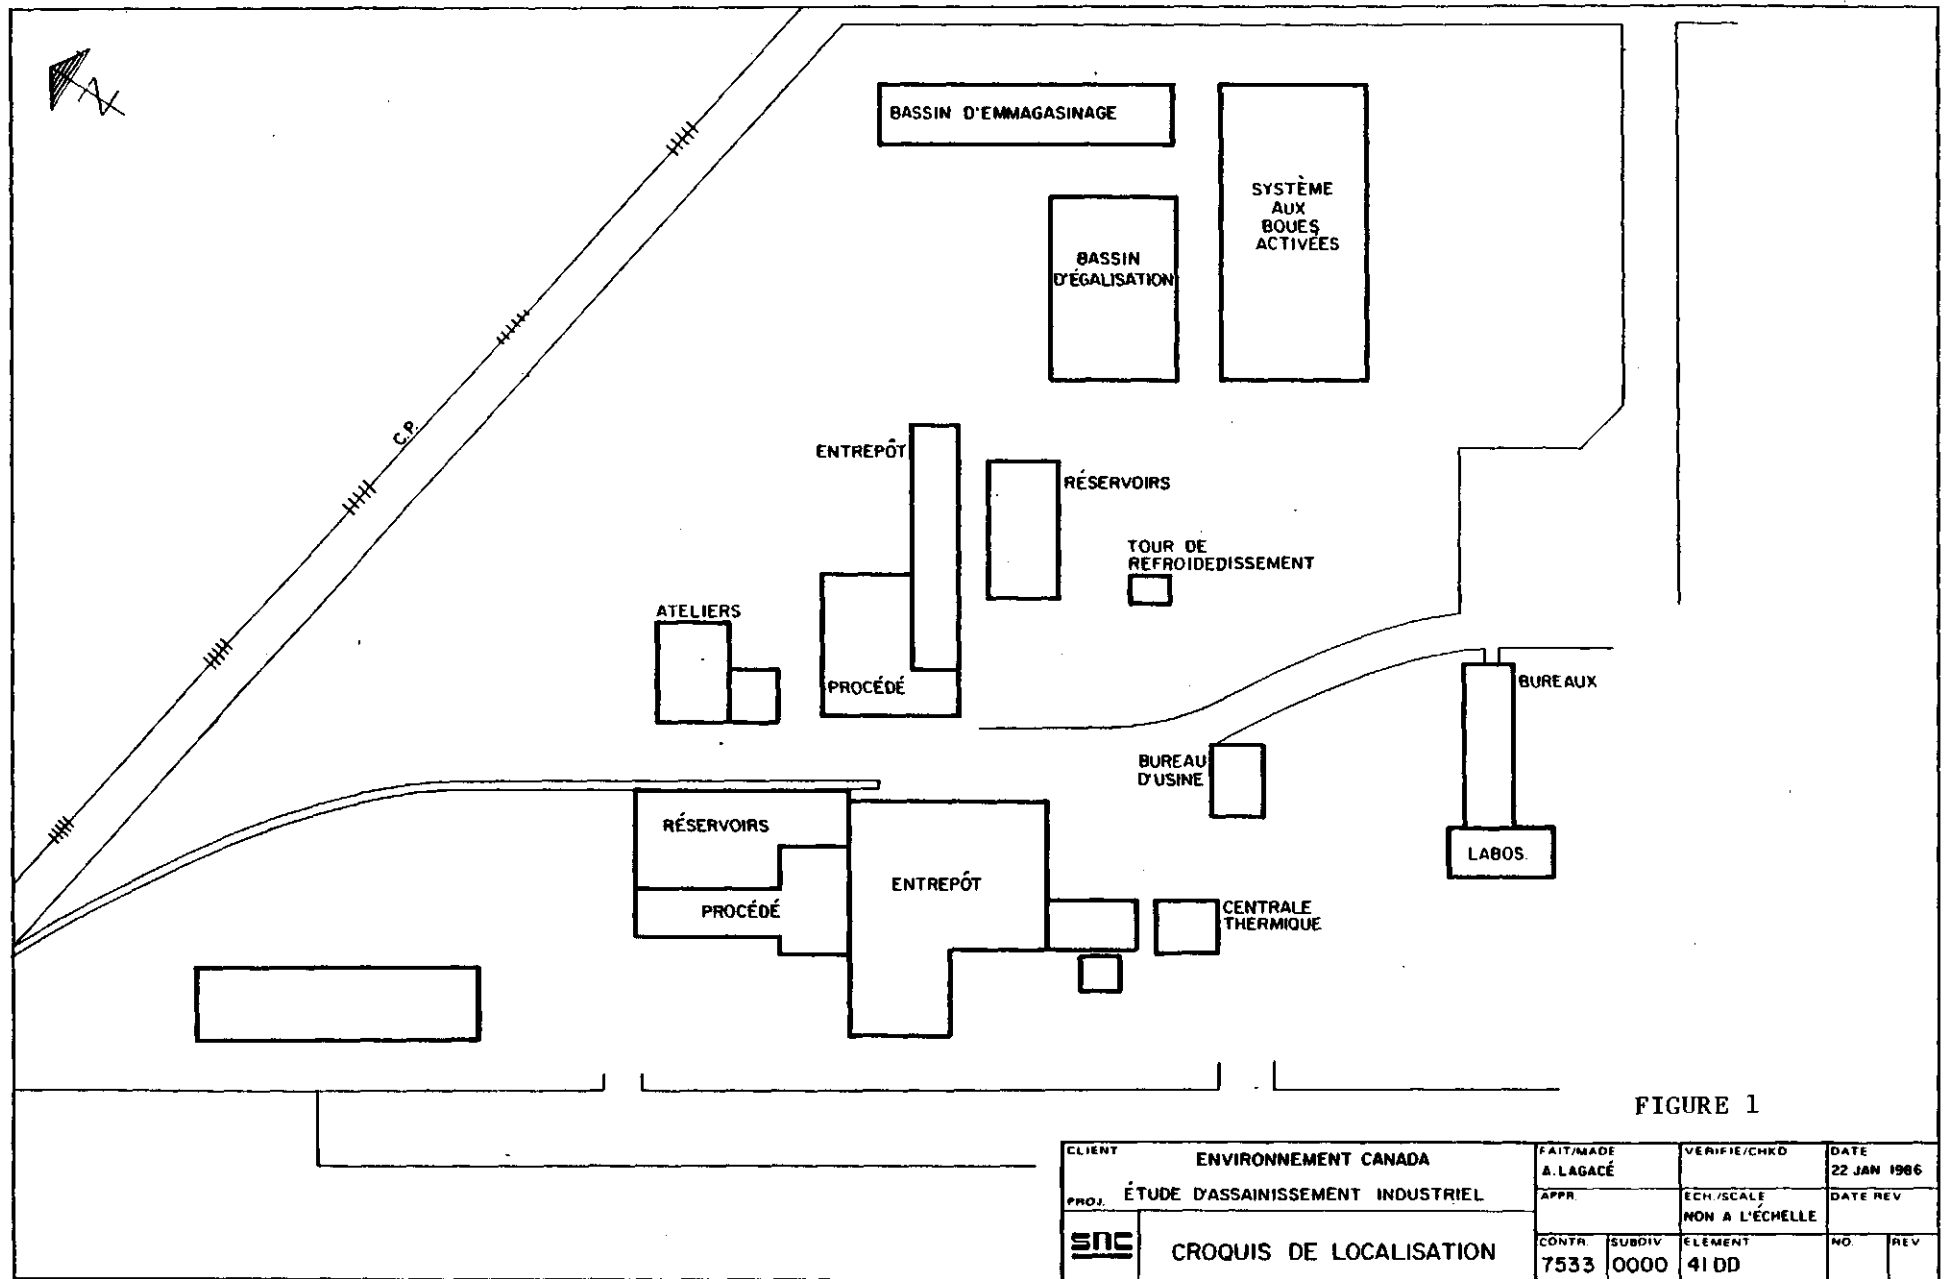 N
BASSIN D'EMMAGASINAGE
SYSTÈME
AUX
BOUES
ACTIVÉES
BASSIN
D'ÉGALISATION
C.P.
ENTREPÔT
RÉSERVOIRS
TOUR DE
REFROIDEDISSEMENT
ATELIERS
PROCÉDÉ
BUREAUX
BUREAU
D'USINE
RÉSERVOIRS
LABOS.
ENTREPÔT
PROCÉDÉ
CENTRALE
THERMIQUE
FIGURE 1
CLIENT
ENVIRONNEMENT CANADA
PROJ.
ÉTUDE D'ASSAINISSEMENT INDUSTRIEL
SNC
CROQUIS DE LOCALISATION
FAIT/MADE
A. LAGACÉ
VERIFIE/CHKD
DATE
22 JAN 1986
APPR.
ECH./SCALE
NON A L'ÉCHELLE
DATE REV
CONTR.
7533
SUBDIV
0000
ELEMENT
41 DD
NO.
REV